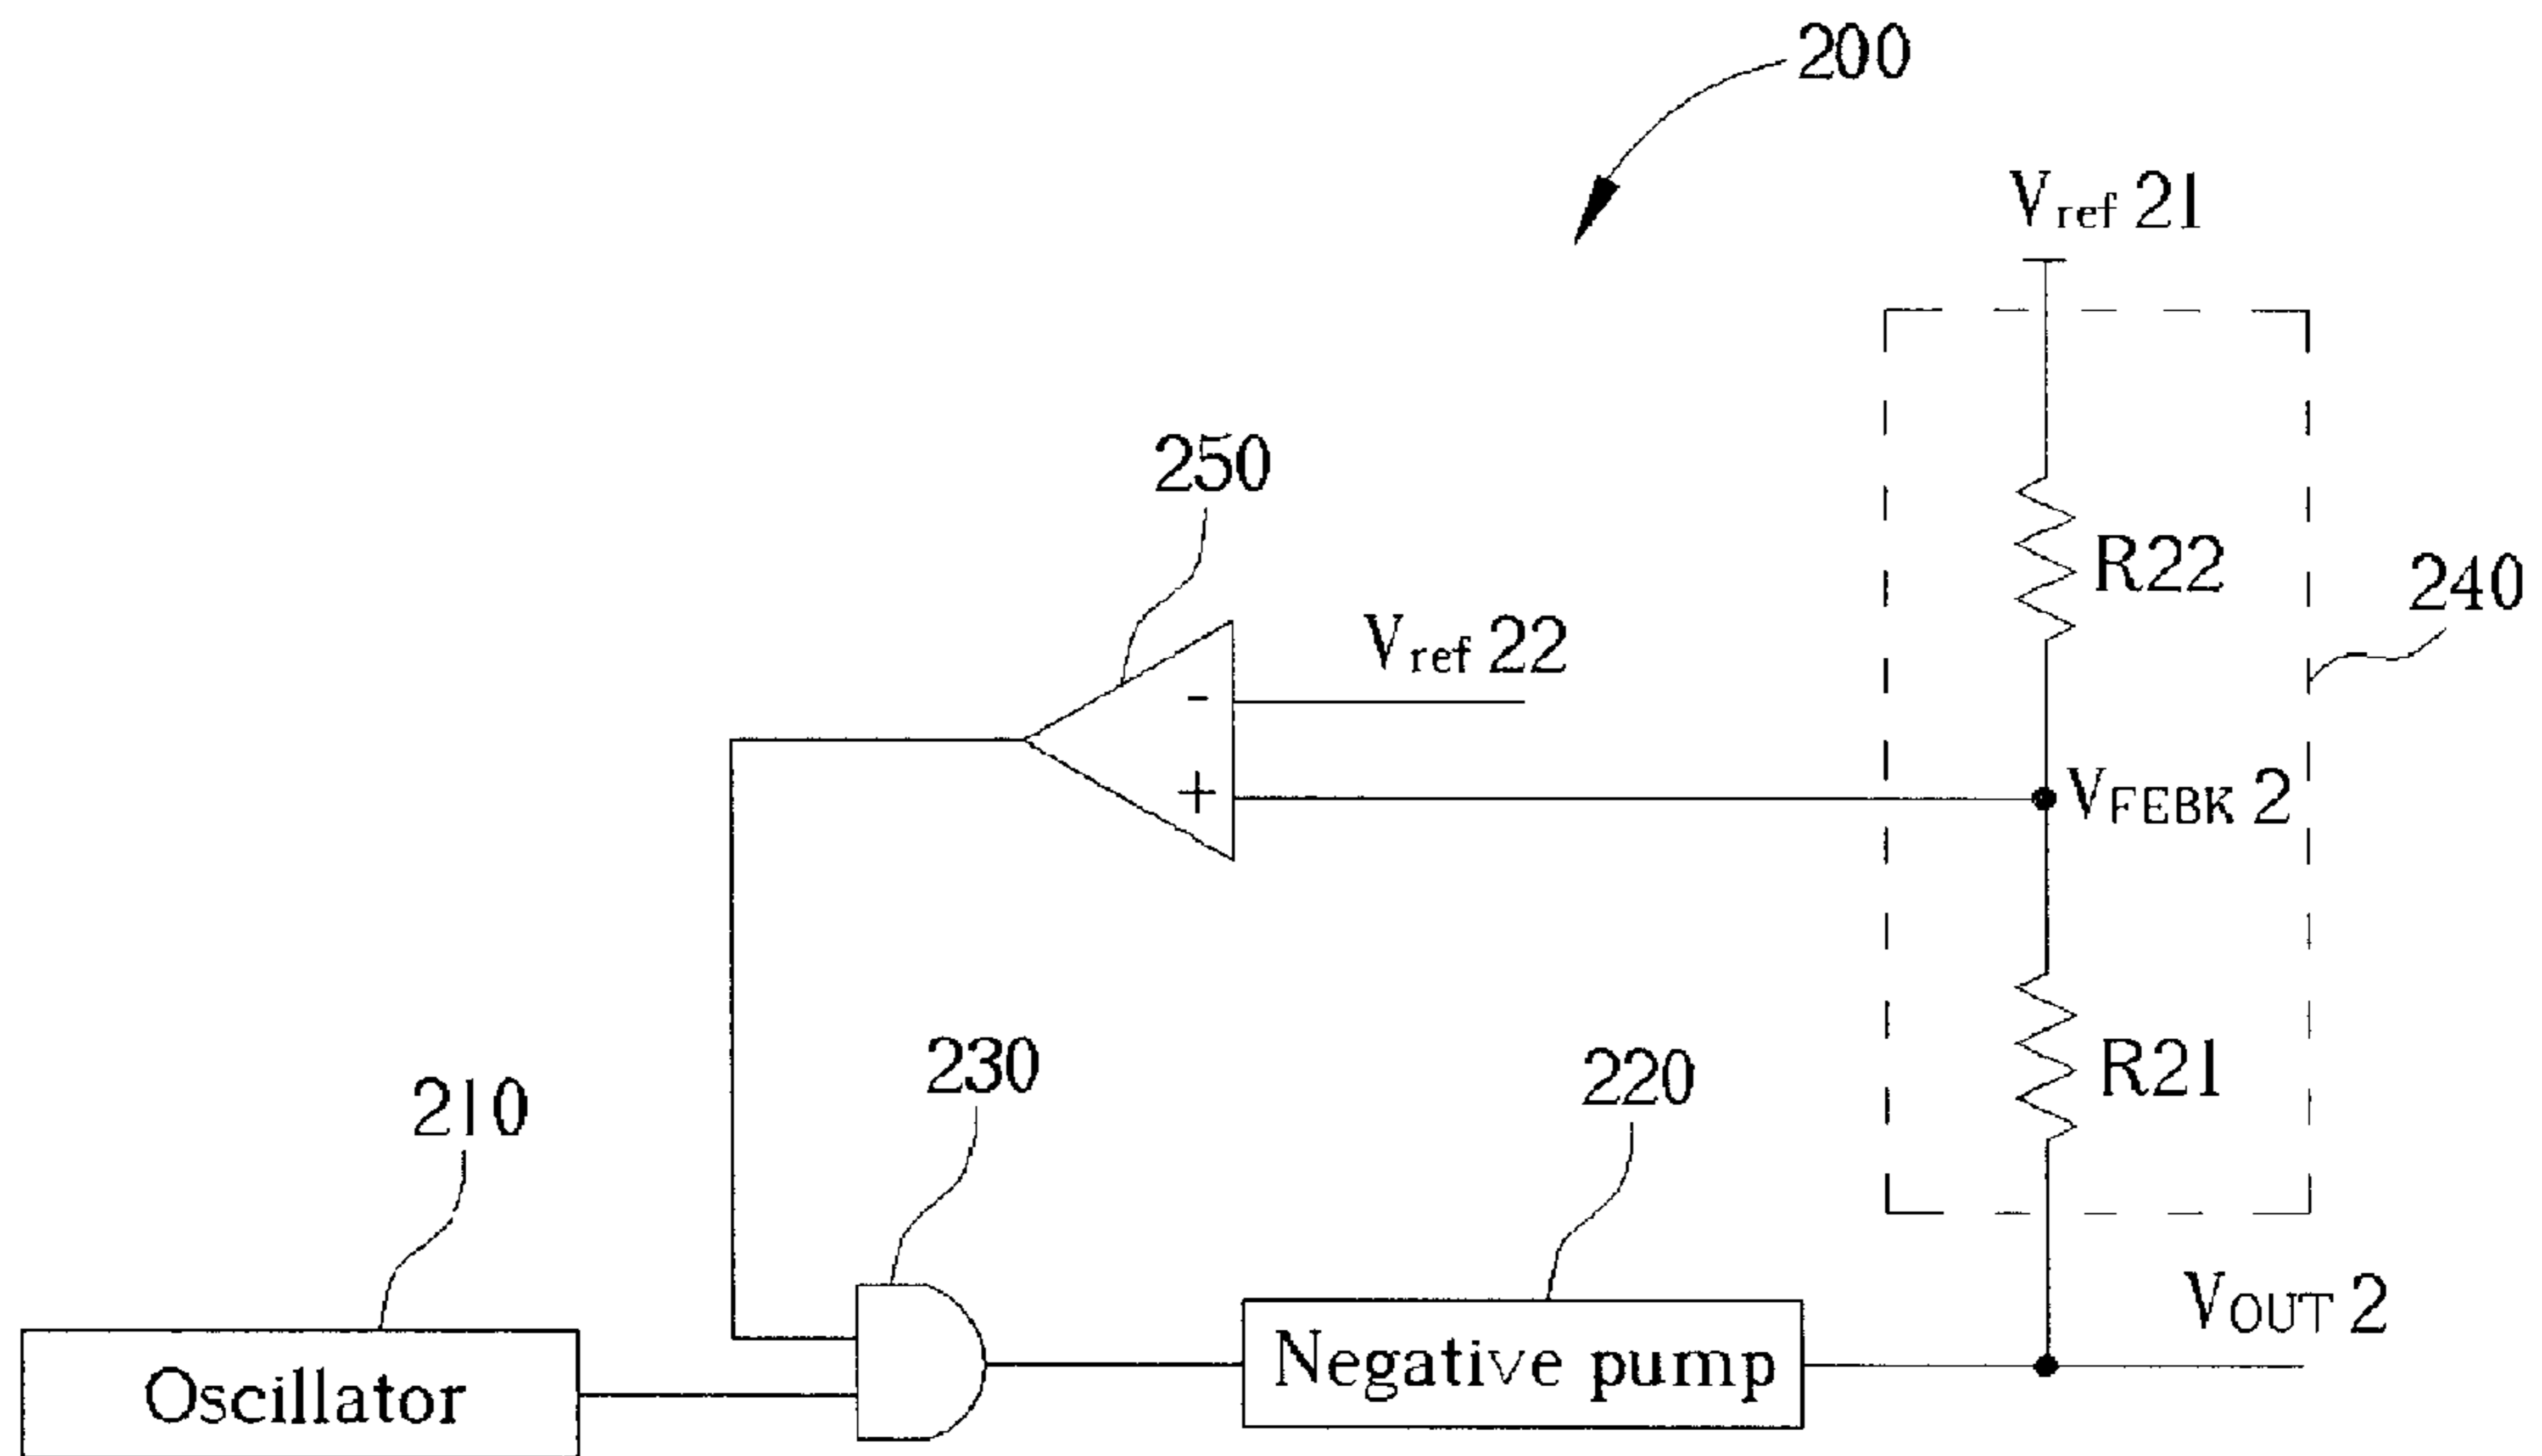 200
Vref 21
250
R22
240
Vref 22
-
+
VFEBK 2
230
220
R21
210
VOUT 2
Negative pump
Oscillator